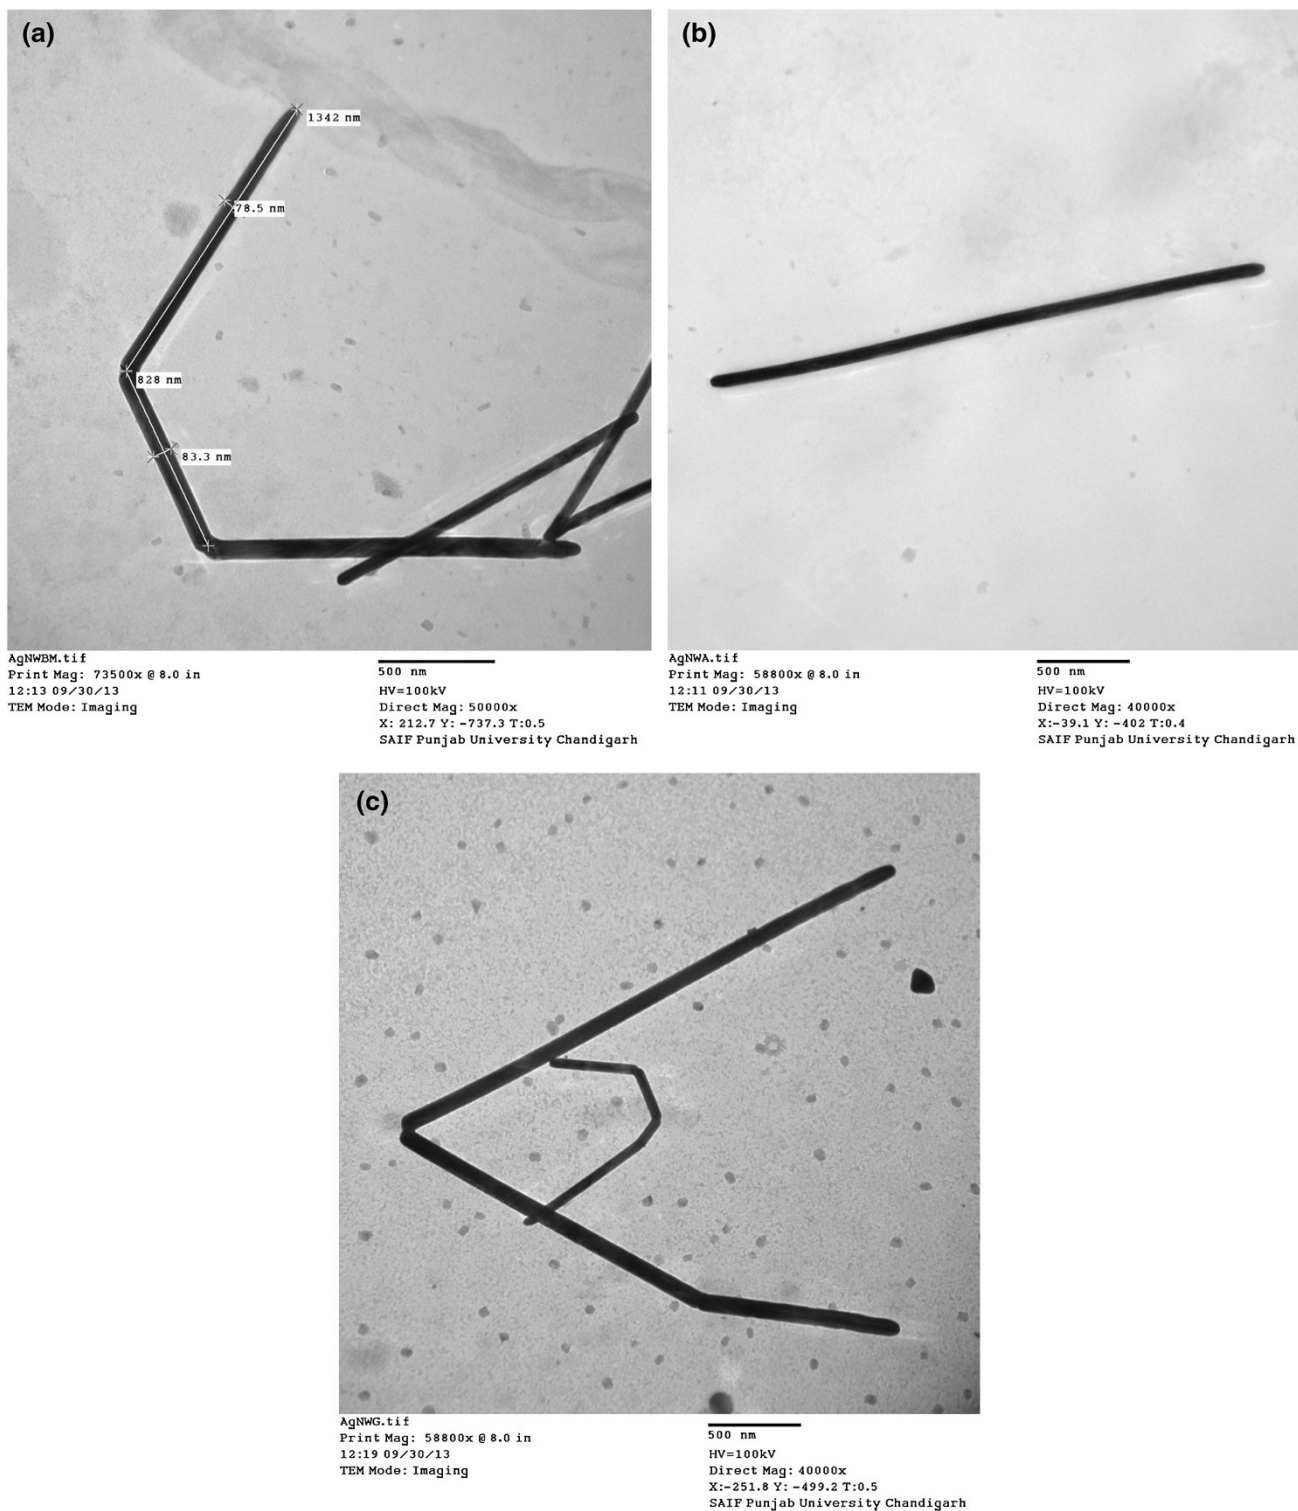 (a)
1342 nm
78.5 nm
828 nm
83.3 nm
AgNWBM.tif
Print Mag: 73500x @ 8.0 in
12:13 09/30/13
TEM Mode: Imaging
500 nm
HV=100kV
Direct Mag: 50000x
X: 212.7 Y: -737.3 T:0.5
SAIF Punjab University Chandigarh
(b)
AgNWA.tif
Print Mag: 58800x @ 8.0 in
12:11 09/30/13
TEM Mode: Imaging
500 nm
HV=100kV
Direct Mag: 40000x
X:-39.1 Y: -402 T:0.4
SAIF Punjab University Chandigarh
(c)
AgNWG.tif
Print Mag: 58800x @ 8.0 in
12:19 09/30/13
TEM Mode: Imaging
500 nm
HV=100kV
Direct Mag: 40000x
X:-251.8 Y: -499.2 T:0.5
SAIF Punjab University Chandigarh